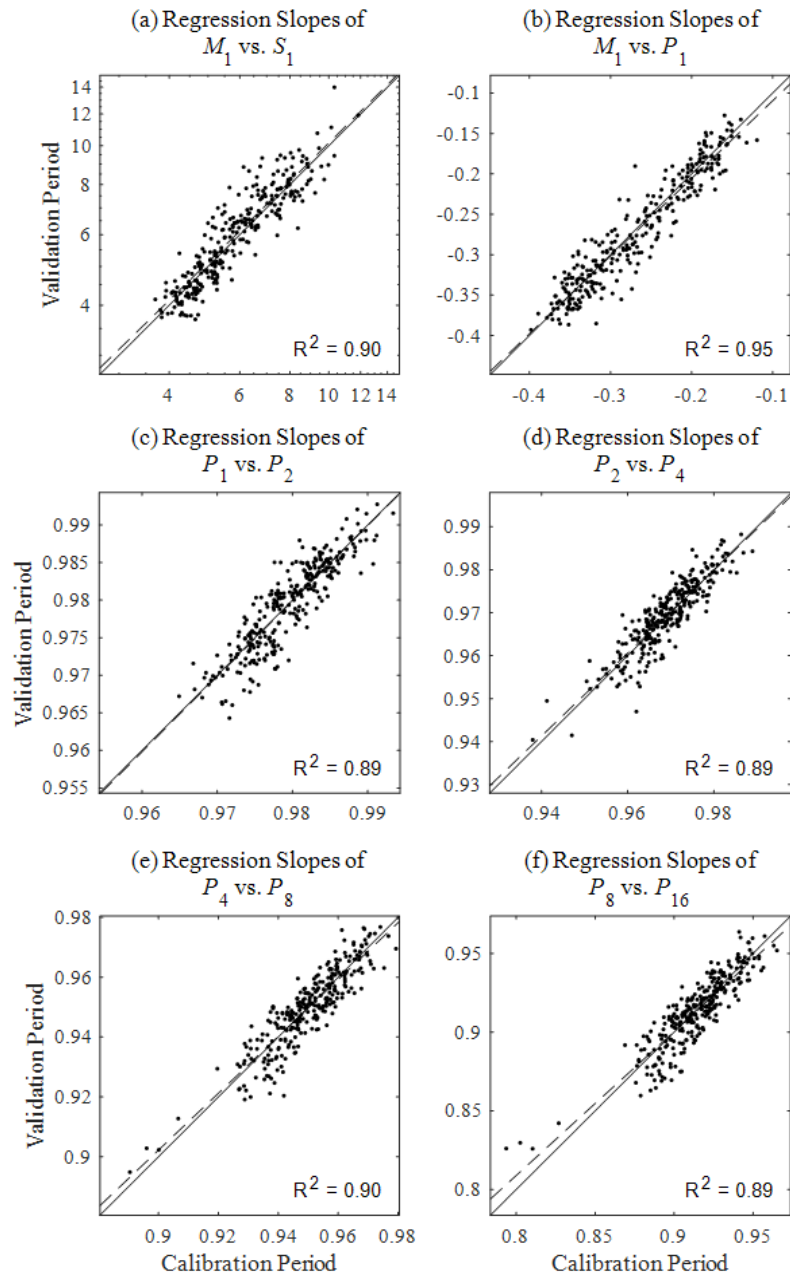 (a) Regression Slopes of
M1 vs. S1
14
12
10
8
6
4
Validation Period
R2 = 0.90
4 6 8 10 12 14
(b) Regression Slopes of
M1 vs. P1
-0.1
-0.15
-0.2
-0.25
-0.3
-0.35
-0.4
R2 = 0.95
-0.4 -0.3 -0.2 -0.1
(c) Regression Slopes of
P1 vs. P2
0.99
0.985
0.98
0.975
0.97
0.965
0.96
0.955
Validation Period
R2 = 0.89
0.96 0.97 0.98 0.99
(d) Regression Slopes of
P2 vs. P4
0.99
0.98
0.97
0.96
0.95
0.94
0.93
R2 = 0.89
0.94 0.96 0.98
(e) Regression Slopes of
P4 vs. P8
0.98
0.96
0.94
0.92
0.9
Validation Period
R2 = 0.90
0.9 0.92 0.94 0.96 0.98
Calibration Period
(f) Regression Slopes of
P8 vs. P16
0.95
0.9
0.85
0.8
R2 = 0.89
0.8 0.85 0.9 0.95
Calibration Period